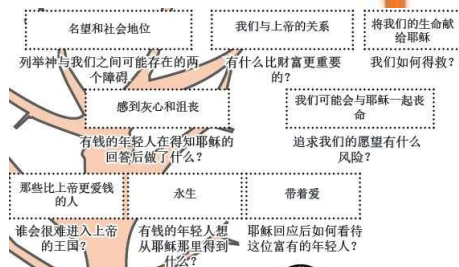 名望和社会地位
我们与上帝的关系
将我们的生命献
给耶稣
列举神与我们之间可能存在的两
个障碍
有什么比财富更重要
的？
我们如何得救？
感到灰心和沮丧
我们可能会与耶稣一起丧
命
有钱的年轻人在得知耶稣的
回答后做了什么？
追求我们的愿望有什么
风险？
那些比上帝更爱钱
的人
永生
带着爱
谁会很难进入上帝
的王国？
有钱的年轻人想
从耶稣那里得到
什么？
耶稣回应后如何看待
这位富有的年轻人？